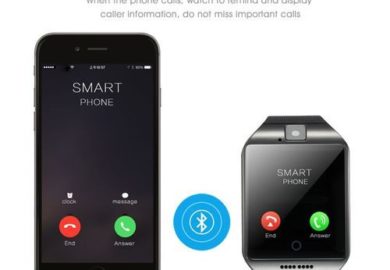 when the phone calls, watch to remind and display
caller information, do not miss important calls
SMART
PHONE
clock
message
End
Answer
SMART
PHONE
End
Answer